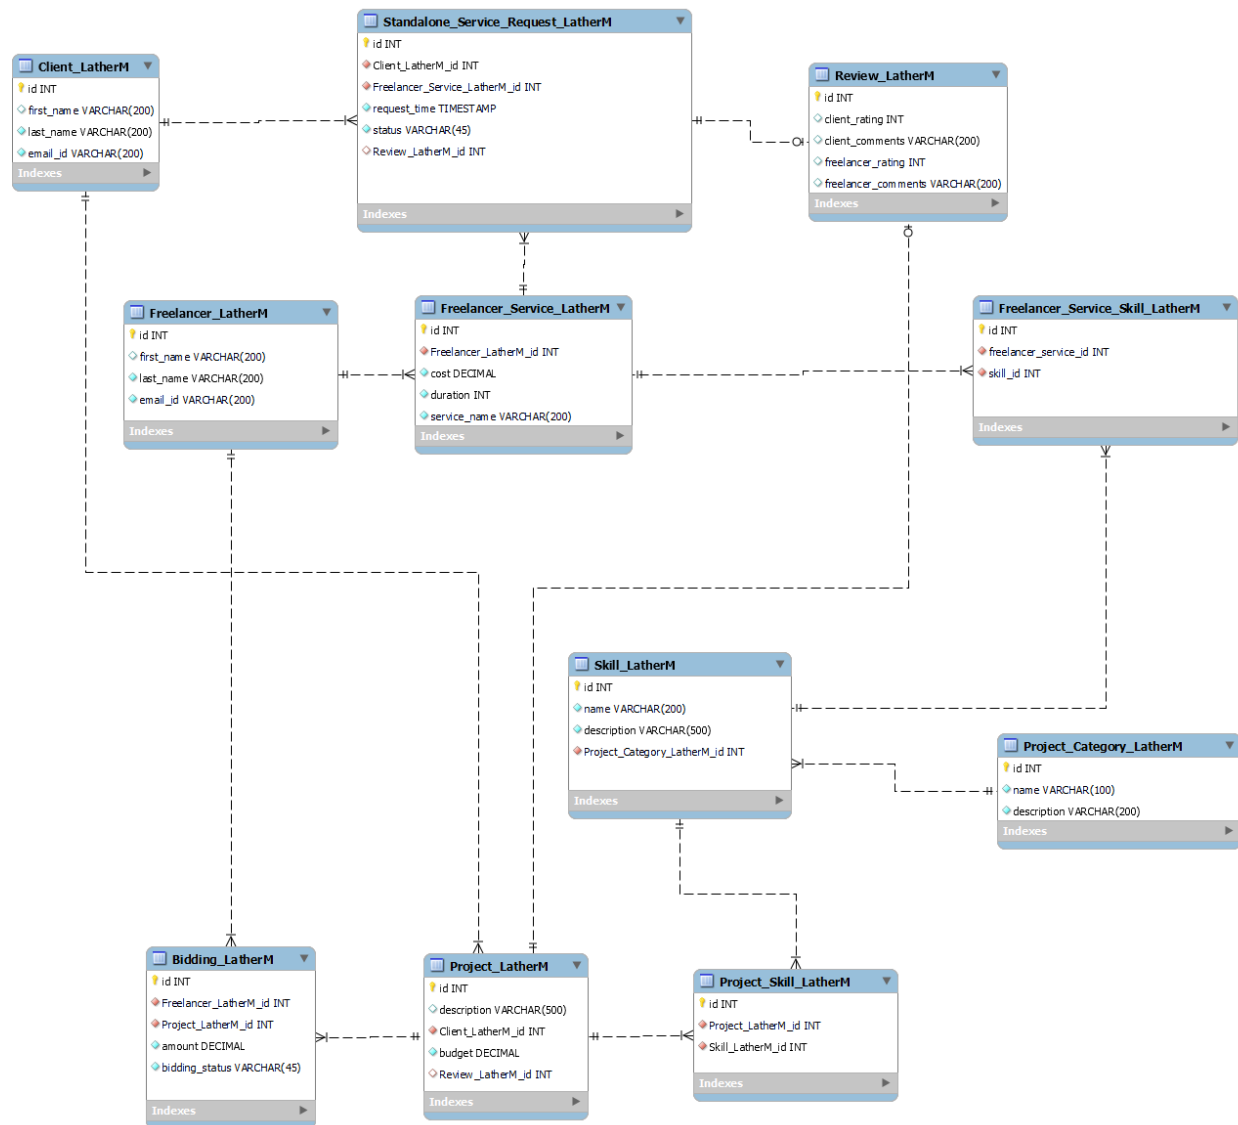 Standalone_Service_Request_LatherM
id INT
Client_LatherM_id INT
Freelancer_Service_LatherM_id INT
request_time TIMESTAMP
status VARCHAR(45)
Review_LatherM_id INT
Indexes
Client_LatherM
id INT
first_name VARCHAR(200)
last_name VARCHAR(200)
email_id VARCHAR(200)
Indexes
Review_LatherM
id INT
client_rating INT
client_comments VARCHAR(200)
freelancer_rating INT
freelancer_comments VARCHAR(200)
Indexes
Freelancer_LatherM
id INT
first_name VARCHAR(200)
last_name VARCHAR(200)
email_id VARCHAR(200)
Indexes
Freelancer_Service_LatherM
id INT
Freelancer_LatherM_id INT
cost DECIMAL
duration INT
service_name VARCHAR(200)
Indexes
Freelancer_Service_Skill_LatherM
id INT
freelancer_service_id INT
skill_id INT
Indexes
Skill_LatherM
id INT
name VARCHAR(200)
description VARCHAR(500)
Project_Category_LatherM_id INT
Indexes
Project_Category_LatherM
id INT
name VARCHAR(100)
description VARCHAR(200)
Indexes
Bidding_LatherM
id INT
Freelancer_LatherM_id INT
Project_LatherM_id INT
amount DECIMAL
bidding_status VARCHAR(45)
Indexes
Project_LatherM
id INT
description VARCHAR(500)
Client_LatherM_id INT
budget DECIMAL
Review_LatherM_id INT
Indexes
Project_Skill_LatherM
id INT
Project_LatherM_id INT
Skill_LatherM_id INT
Indexes